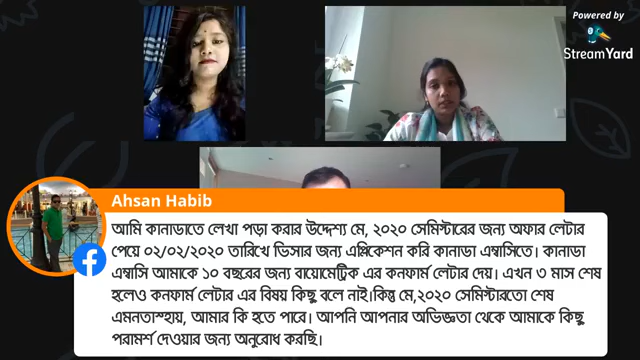 Powered by
StreamYard
Ahsan Habib
আমি কানাডাতে লেখা পড়া করার উদ্দেশ্য মে, ২০২০ সেমিস্টারের জন্য অফার লেটার
পেয়ে ০২/০২/২০২০ তারিখে ভিসার জন্য এপ্লিকেশন করি কানাডা এম্বাসিতে। কানাডা
এম্বাসি আমাকে ১০ বছরের জন্য বায়োমেট্রিক এর কনফার্ম লেটার দেয়। এখন ৩ মাস শেষ
হলেও কনফার্ম লেটার এর বিষয় কিছু বলে নাই।কিন্তু মে,২০২০ সেমিস্টারতো শেষ
এমনতাস্হায়, আমার কি হতে পারে। আপনি আপনার অভিজ্ঞতা থেকে আমাকে কিছু
পরামর্শ দেওয়ার জন্য অনুরোধ করছি।